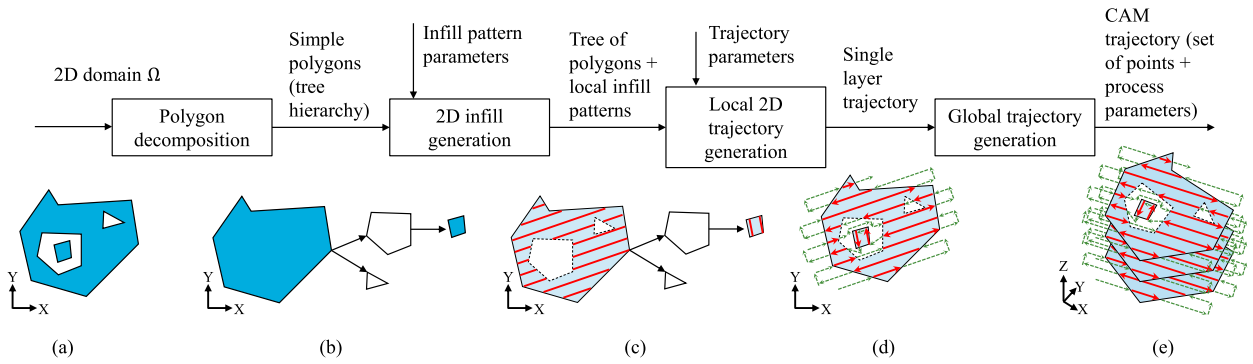 2D domain Ω
Polygon
decomposition
Simple
polygons
(tree
hierarchy)
Infill pattern
parameters
2D infill
generation
Tree of
polygons +
local infill
patterns
Trajectory
parameters
Local 2D
trajectory
generation
Single
layer
trajectory
Global trajectory
generation
CAM
trajectory (set
of points +
process
parameters)
Y
X
Y
X
Y
X
Y
X
Z
Y
X
(a)
(b)
(c)
(d)
(e)